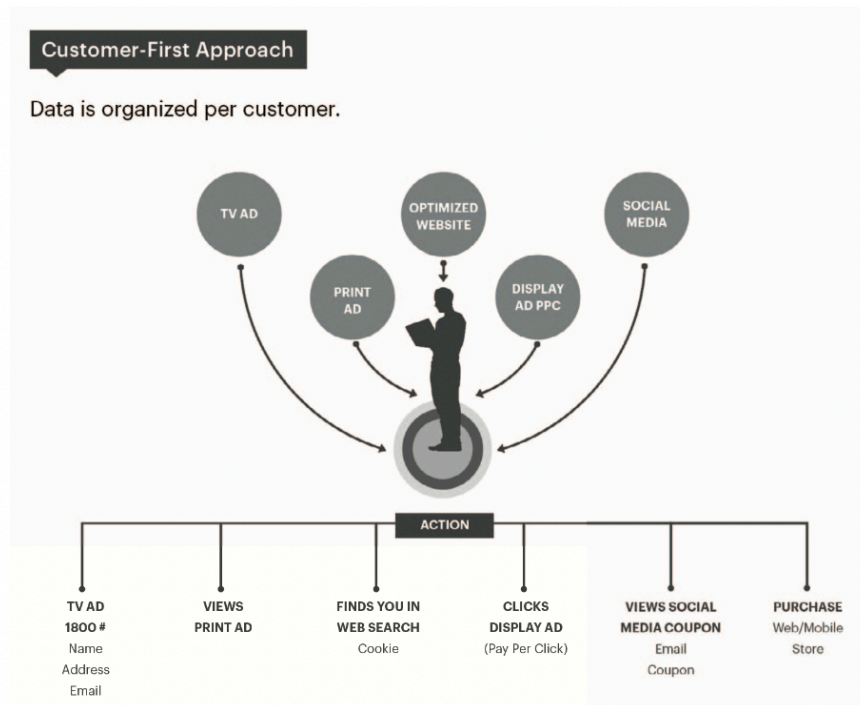 Customer-First Approach
Data is organized per customer.
TV AD
OPTIMIZED
WEBSITE
SOCIAL
MEDIA
PRINT
AD
DISPLAY
AD PPC
ACTION
TV AD
1800 #
Name
Address
Email
VIEWS
PRINT AD
FINDS YOU IN
WEB SEARCH
Cookie
CLICKS
DISPLAY AD
(Pay Per Click)
VIEWS SOCIAL
MEDIA COUPON
Email
Coupon
PURCHASE
Web/Mobile
Store